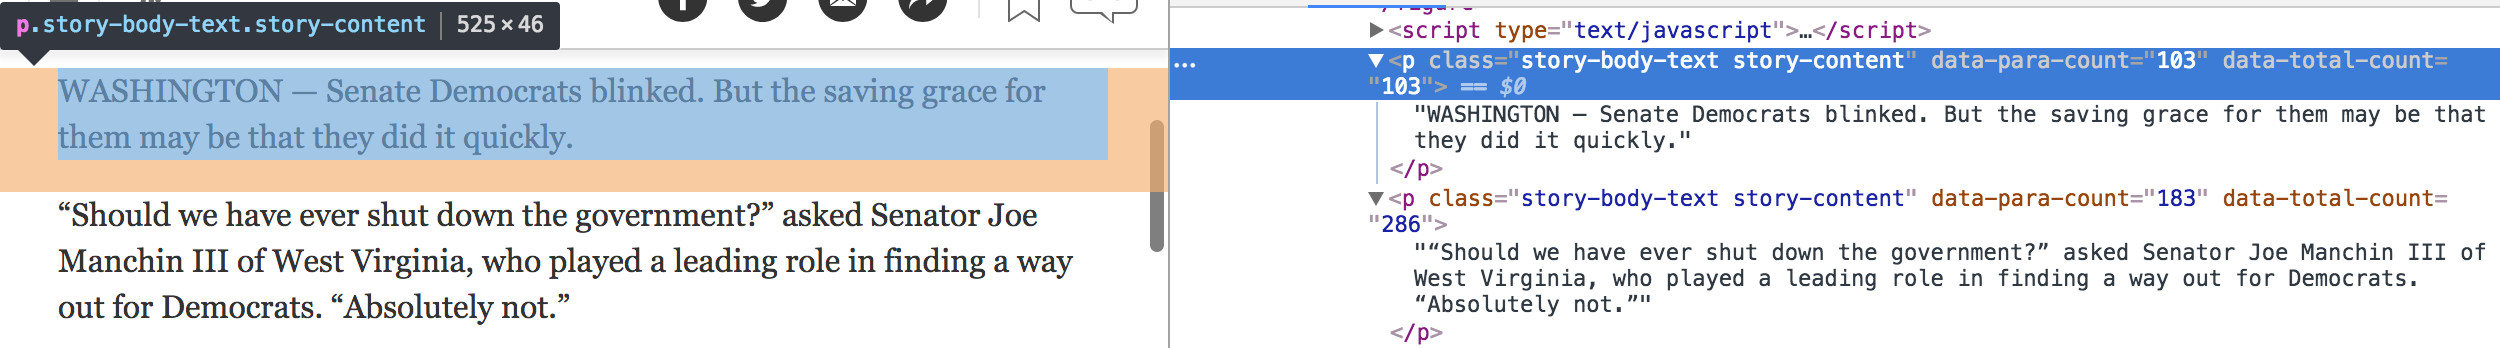 p.story-body-text.story-content | 525×46
WASHINGTON — Senate Democrats blinked. But the saving grace for
them may be that they did it quickly.
“Should we have ever shut down the government?” asked Senator Joe
Manchin III of West Virginia, who played a leading role in finding a way
out for Democrats. “Absolutely not.”
▶<script type="text/javascript">…</script>
… ▼<p class="story-body-text story-content" data-para-count="103" data-total-count=
"103"> == $0
"WASHINGTON — Senate Democrats blinked. But the saving grace for them may be that
they did it quickly."
</p>
▼<p class="story-body-text story-content" data-para-count="183" data-total-count=
"286">
"“Should we have ever shut down the government?” asked Senator Joe Manchin III of
West Virginia, who played a leading role in finding a way out for Democrats.
“Absolutely not.”"
</p>